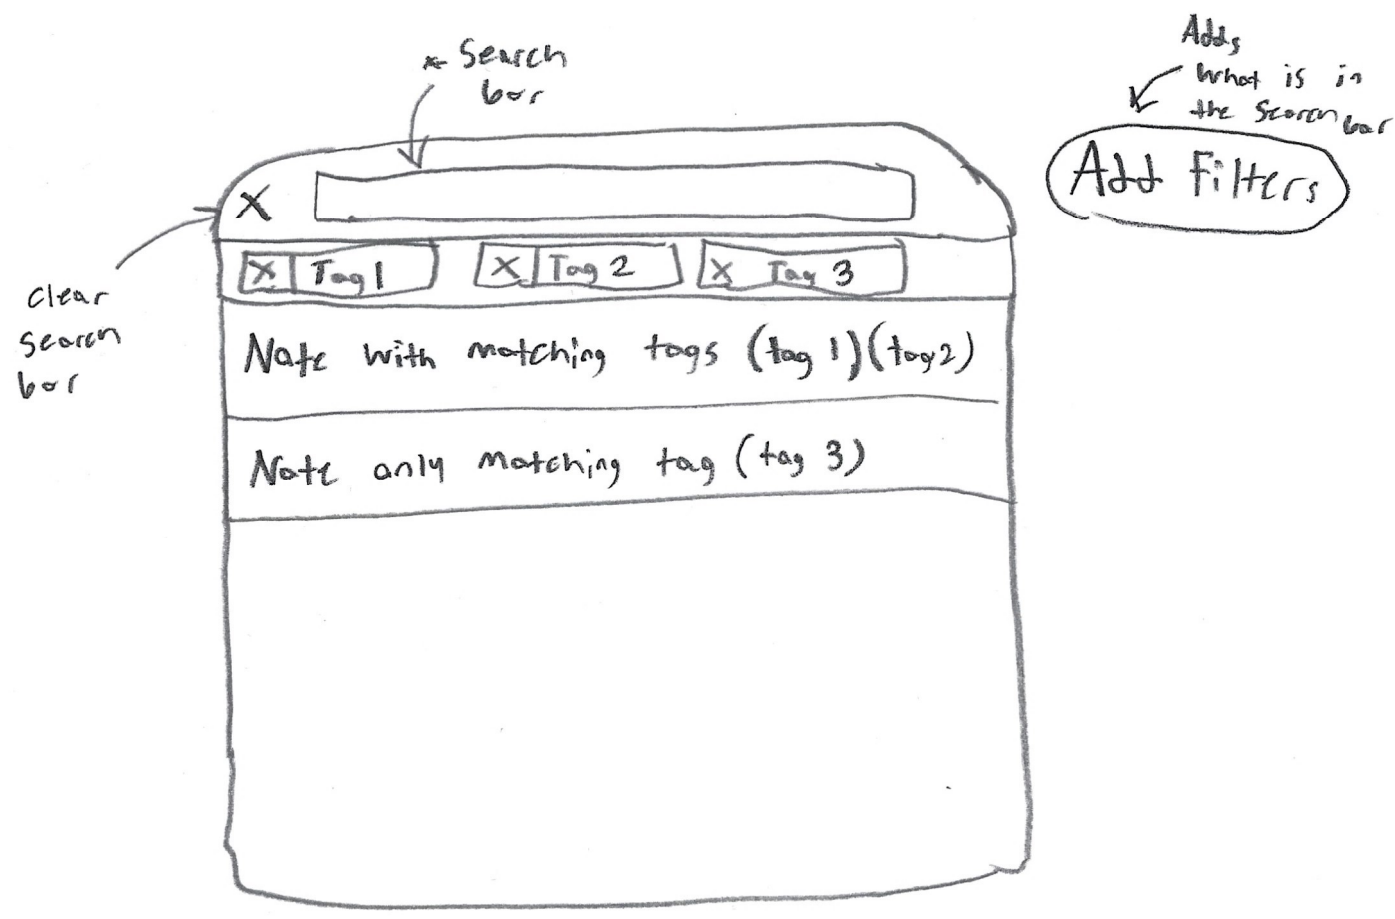 * Search
bar
Adds
what is in
the Search bar
Add Filters
X
X Tag 1
X Tag 2
X Tag 3
clear
search
bar
Note with matching tags (tag 1)(tag 2)
Note only matching tag (tag 3)